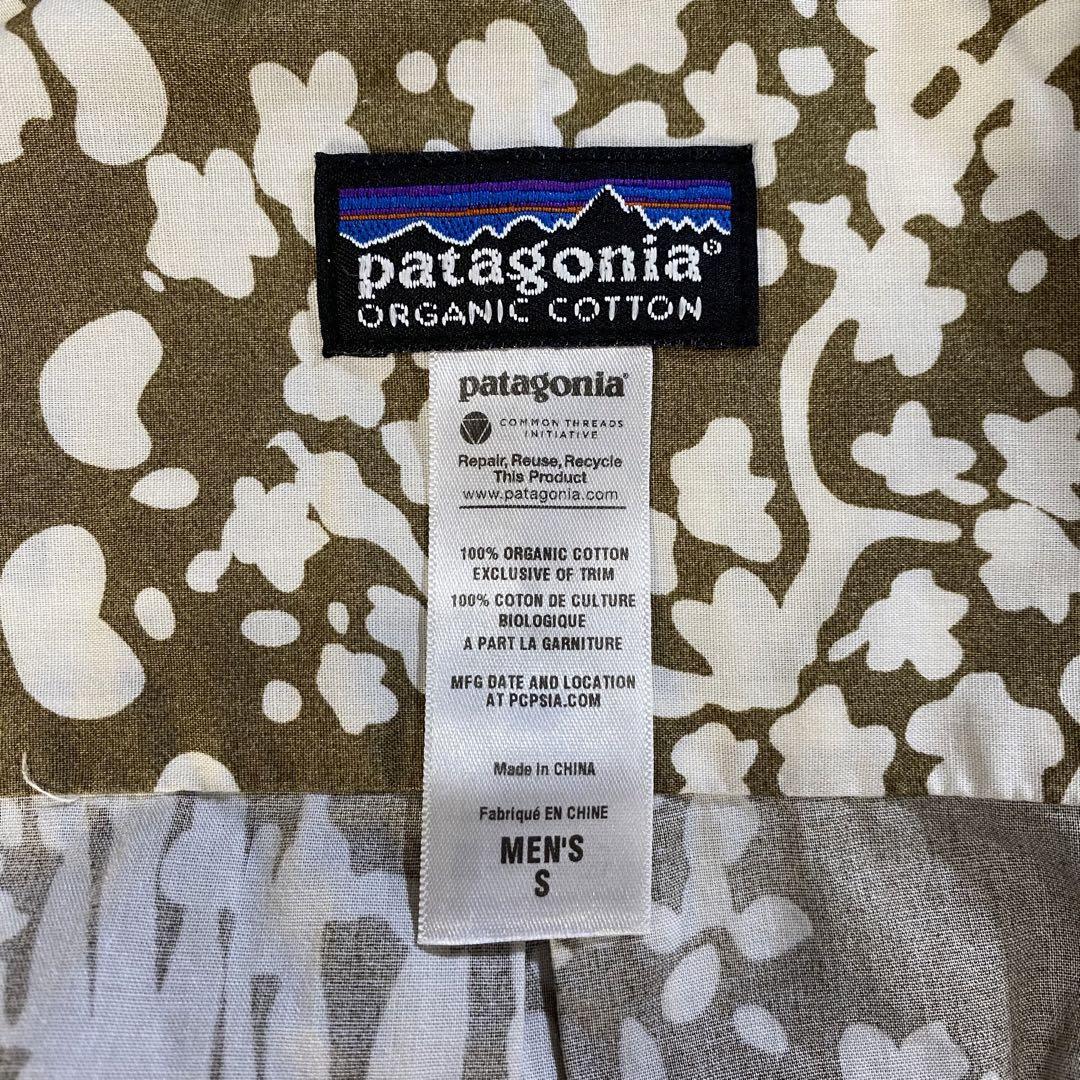 patagonia®
ORGANIC COTTON
patagonia®
COMMON THREADS
INITIATIVE
Repair, Reuse, Recycle
This Product
www.patagonia.com
100% ORGANIC COTTON
EXCLUSIVE OF TRIM
100% COTON DE CULTURE
BIOLOGIQUE
A PART LA GARNITURE
MFG DATE AND LOCATION
AT PCPSIA.COM
Made in CHINA
Fabriqué EN CHINE
MEN'S
S